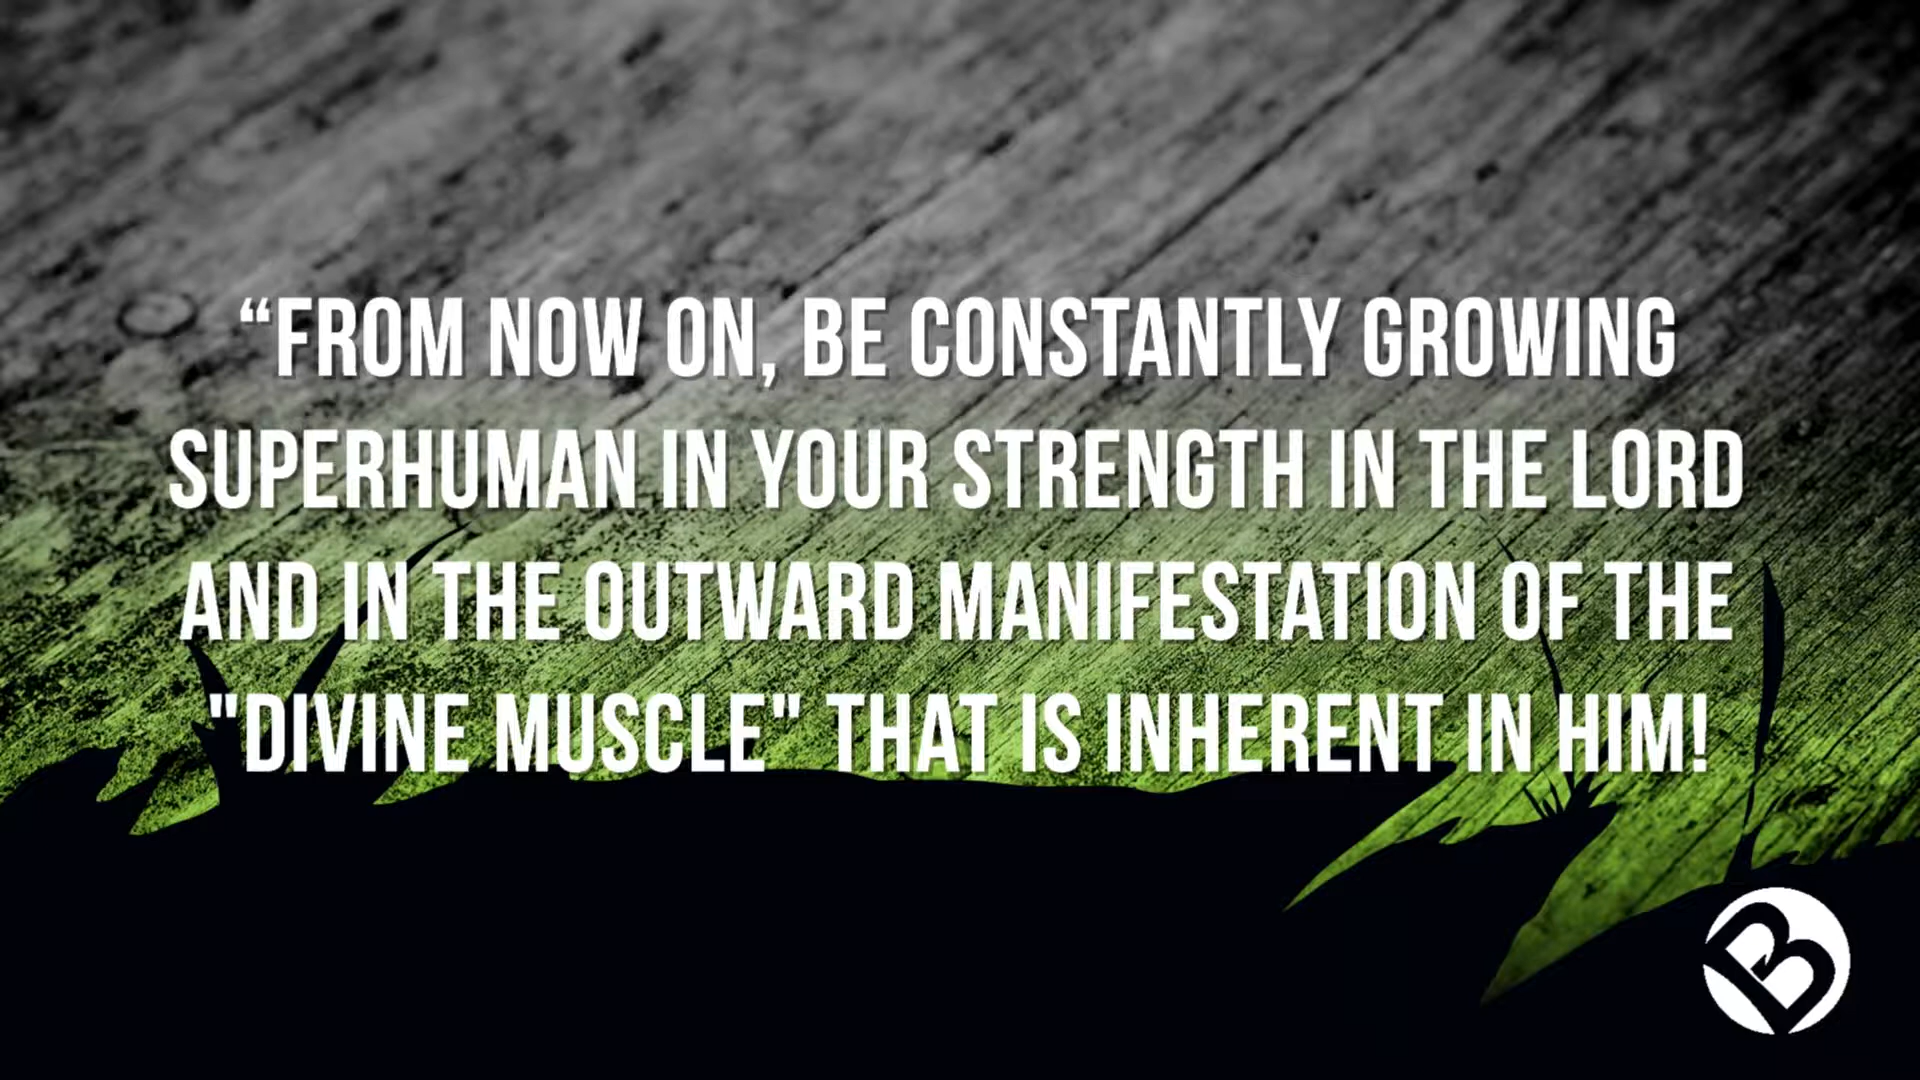 “FROM NOW ON, BE CONSTANTLY GROWING
SUPERHUMAN IN YOUR STRENGTH IN THE LORD
AND IN THE OUTWARD MANIFESTATION OF THE
"DIVINE MUSCLE" THAT IS INHERENT IN HIM!
B